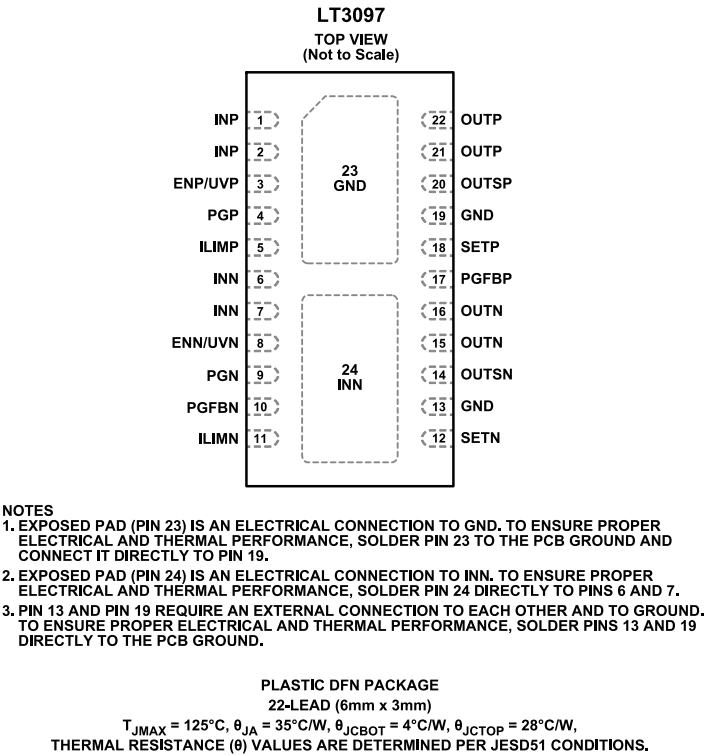 LT3097
TOP VIEW
(Not to Scale)
INP 1
INP 2
ENP/UVP 3
PGP 4
ILIMP 5
INN 6
INN 7
ENN/UVN 8
PGN 9
PGFBN 10
ILIMN 11
23
GND
24
INN
22 OUTP
21 OUTP
20 OUTSP
19 GND
18 SETP
17 PGFBP
16 OUTN
15 OUTN
14 OUTSN
13 GND
12 SETN
NOTES
1. EXPOSED PAD (PIN 23) IS AN ELECTRICAL CONNECTION TO GND. TO ENSURE PROPER
ELECTRICAL AND THERMAL PERFORMANCE, SOLDER PIN 23 TO THE PCB GROUND AND
CONNECT IT DIRECTLY TO PIN 19.
2. EXPOSED PAD (PIN 24) IS AN ELECTRICAL CONNECTION TO INN. TO ENSURE PROPER
ELECTRICAL AND THERMAL PERFORMANCE, SOLDER PIN 24 DIRECTLY TO PINS 6 AND 7.
3. PIN 13 AND PIN 19 REQUIRE AN EXTERNAL CONNECTION TO EACH OTHER AND TO GROUND.
TO ENSURE PROPER ELECTRICAL AND THERMAL PERFORMANCE, SOLDER PINS 13 AND 19
DIRECTLY TO THE PCB GROUND.
PLASTIC DFN PACKAGE
22-LEAD (6mm x 3mm)
TJMAX = 125°C, θJA = 35°C/W, θJCBOT = 4°C/W, θJCTOP = 28°C/W,
THERMAL RESISTANCE (θ) VALUES ARE DETERMINED PER JESD51 CONDITIONS.